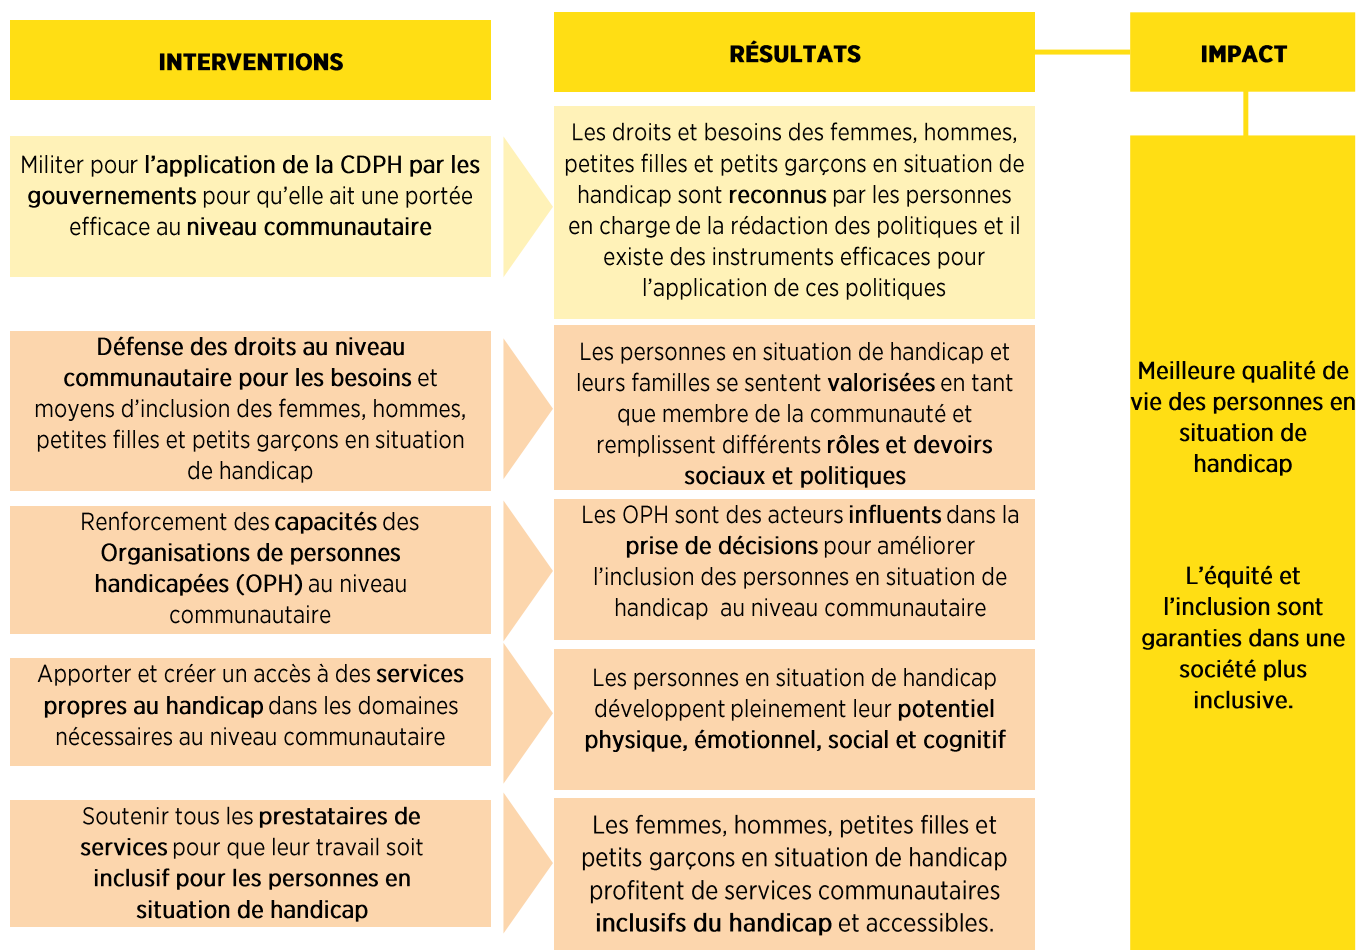 INTERVENTIONS
RÉSULTATS
IMPACT
Militer pour l’application de la CDPH par les
gouvernements pour qu’elle ait une portée
efficace au niveau communautaire
Les droits et besoins des femmes, hommes,
petites filles et petits garçons en situation de
handicap sont reconnus par les personnes
en charge de la rédaction des politiques et il
existe des instruments efficaces pour
l’application de ces politiques
Défense des droits au niveau
communautaire pour les besoins et
moyens d’inclusion des femmes, hommes,
petites filles et petits garçons en situation
de handicap
Les personnes en situation de handicap et
leurs familles se sentent valorisées en tant
que membre de la communauté et
remplissent différents rôles et devoirs
sociaux et politiques
Renforcement des capacités des
Organisations de personnes
handicapées (OPH) au niveau
communautaire
Les OPH sont des acteurs influents dans la
prise de décisions pour améliorer
l’inclusion des personnes en situation de
handicap au niveau communautaire
Apporter et créer un accès à des services
propres au handicap dans les domaines
nécessaires au niveau communautaire
Les personnes en situation de handicap
développent pleinement leur potentiel
physique, émotionnel, social et cognitif
Soutenir tous les prestataires de
services pour que leur travail soit
inclusif pour les personnes en
situation de handicap
Les femmes, hommes, petites filles et
petits garçons en situation de handicap
profitent de services communautaires
inclusifs du handicap et accessibles.
Meilleure qualité de
vie des personnes en
situation de
handicap
L’équité et
l’inclusion sont
garanties dans une
société plus
inclusive.